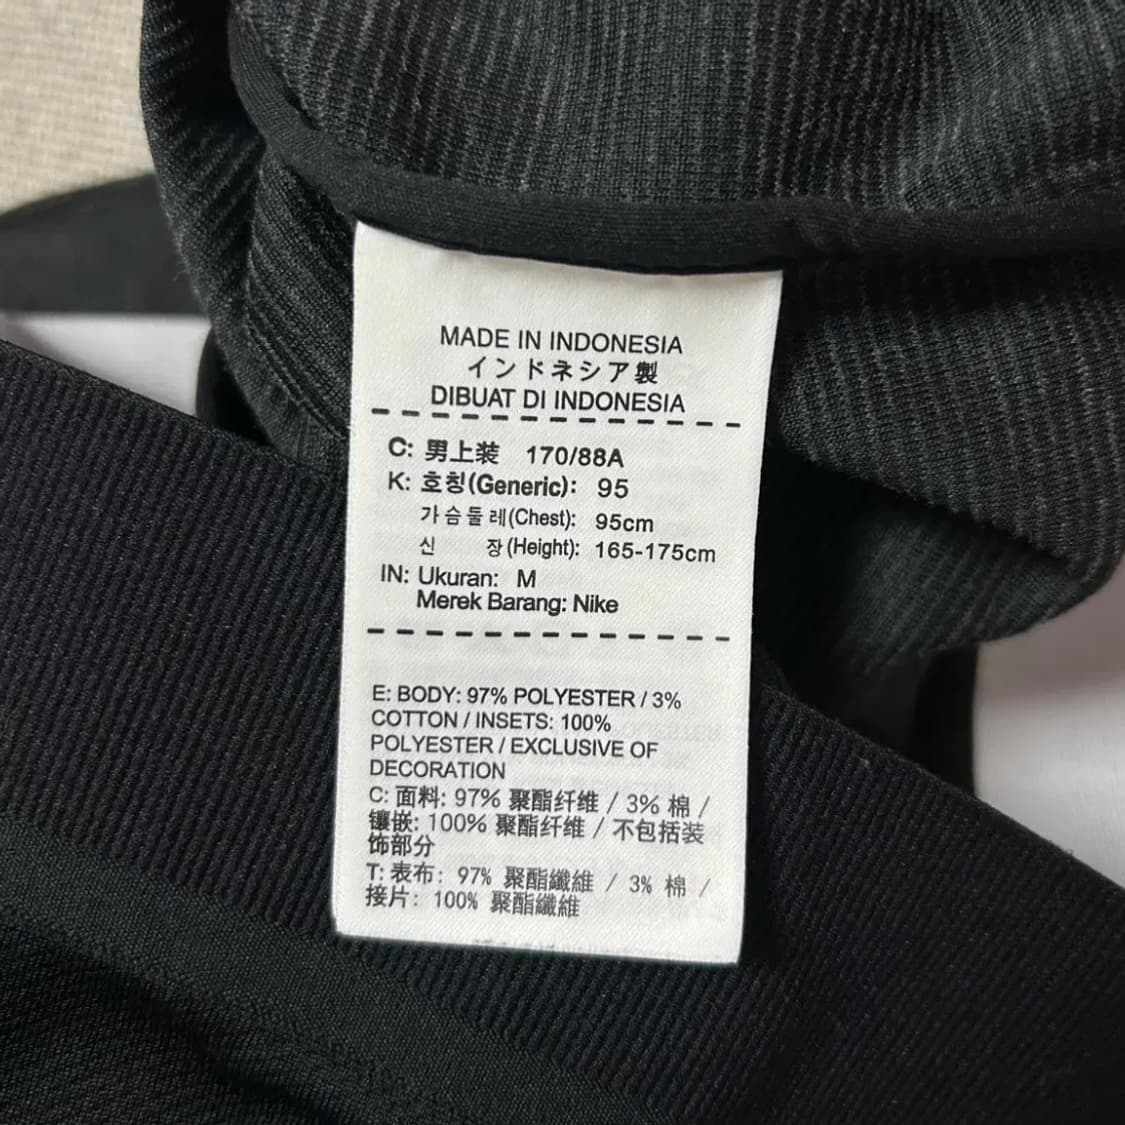 MADE IN INDONESIA
インドネシア製
DIBUAT DI INDONESIA
C: 男上装 170/88A
K: 호칭(Generic): 95
가슴둘레(Chest): 95cm
신 장(Height): 165-175cm
IN: Ukuran: M
Merek Barang: Nike
E: BODY: 97% POLYESTER / 3%
COTTON / INSETS: 100%
POLYESTER / EXCLUSIVE OF
DECORATION
C: 面料: 97% 聚酯纤维 / 3% 棉 /
镶嵌: 100% 聚酯纤维 / 不包括装
饰部分
T: 表布: 97% 聚酯纖維 / 3% 棉 /
接片: 100% 聚酯纖維